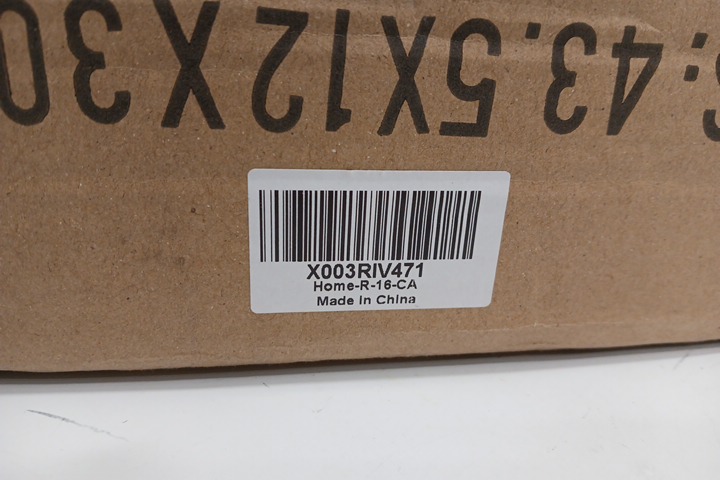 43.5X12X30
X003RIV471
Home-R-16-CA
Made in China